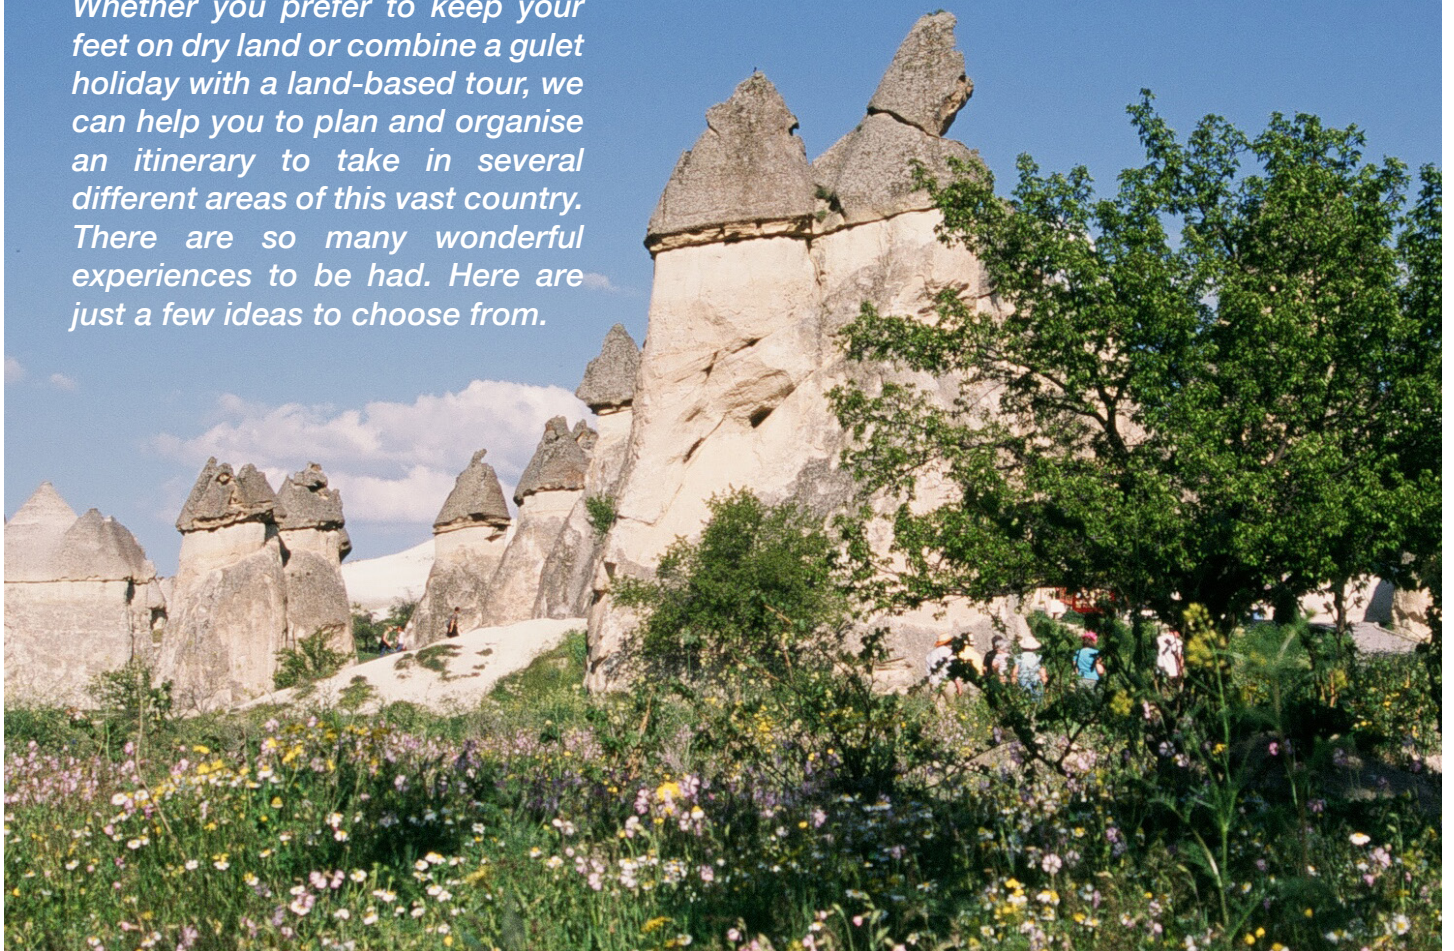 Whether you prefer to keep your
feet on dry land or combine a gulet
holiday with a land-based tour, we
can help you to plan and organise
an itinerary to take in several
different areas of this vast country.
There are so many wonderful
experiences to be had. Here are
just a few ideas to choose from.